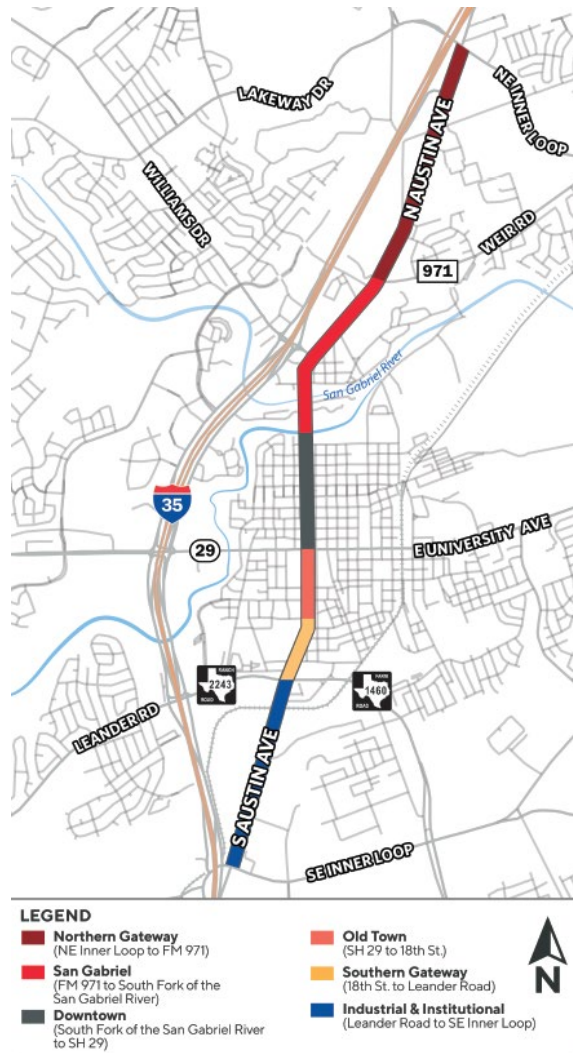 LAKEWAY DR
NE INNER LOOP
N AUSTIN AVE
WILLIAMS DR
WEIR RD
971
San Gabriel River
35
29
E UNIVERSITY AVE
RANCH
2243
ROAD
FARM
1460
ROAD
LEANDER RD
S AUSTIN AVE
SE INNER LOOP
LEGEND
Northern Gateway
(NE Inner Loop to FM 971)
San Gabriel
(FM 971 to South Fork of the
San Gabriel River)
Downtown
(South Fork of the San Gabriel River
to SH 29)
Old Town
(SH 29 to 18th St.)
Southern Gateway
(18th St. to Leander Road)
Industrial & Institutional
(Leander Road to SE Inner Loop)
N